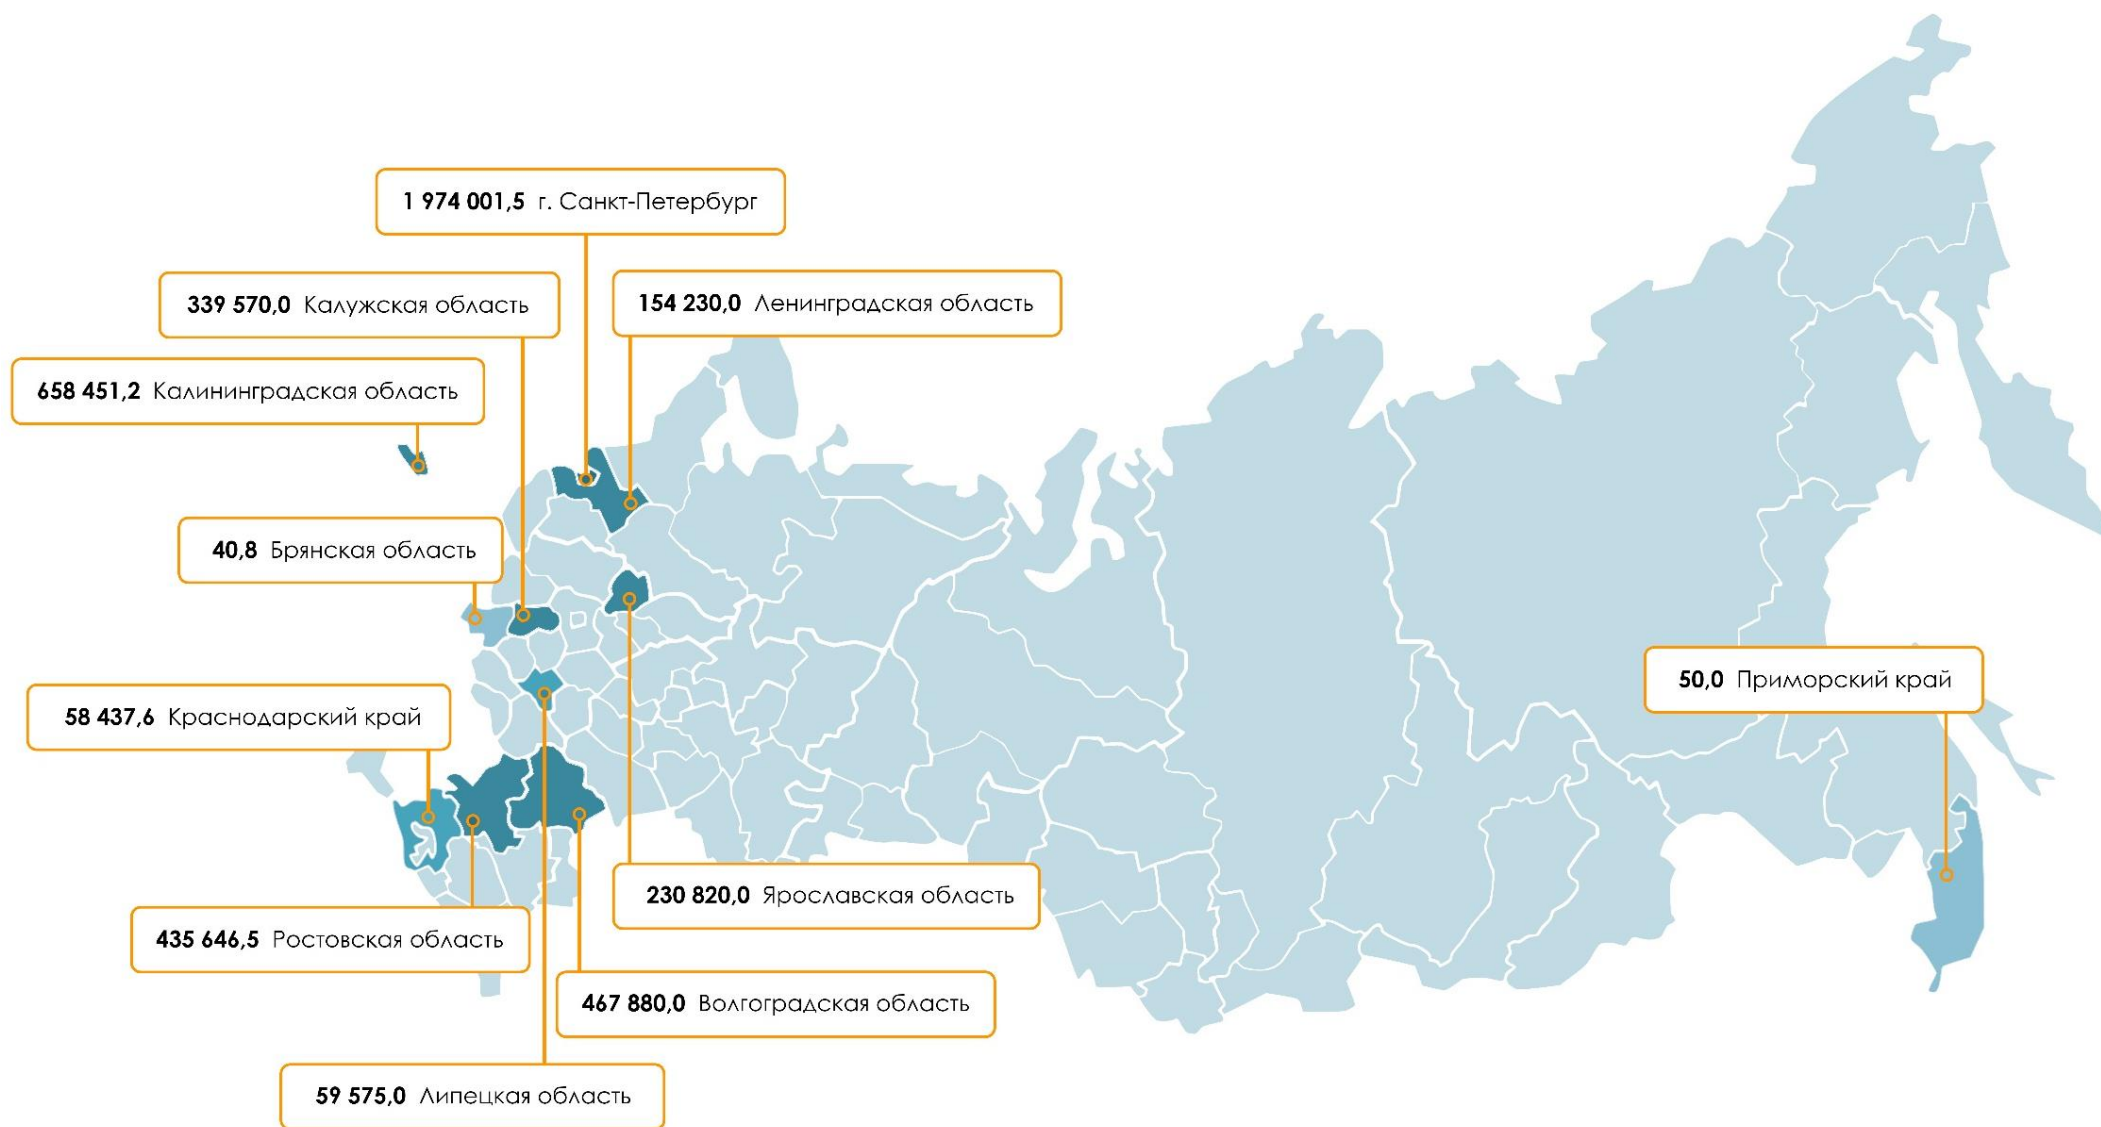 1 974 001,5 г. Санкт-Петербург
339 570,0 Калужская область
154 230,0 Ленинградская область
658 451,2 Калининградская область
40,8 Брянская область
50,0 Приморский край
58 437,6 Краснодарский край
230 820,0 Ярославская область
435 646,5 Ростовская область
467 880,0 Волгоградская область
59 575,0 Липецкая область